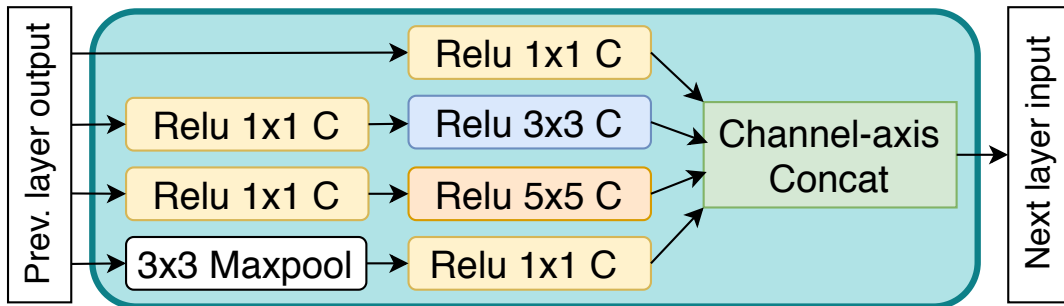 Prev. layer output
Relu 1x1 C
Relu 1x1 C
Relu 3x3 C
Relu 1x1 C
Relu 5x5 C
3x3 Maxpool
Relu 1x1 C
Channel-axis
Concat
Next layer input